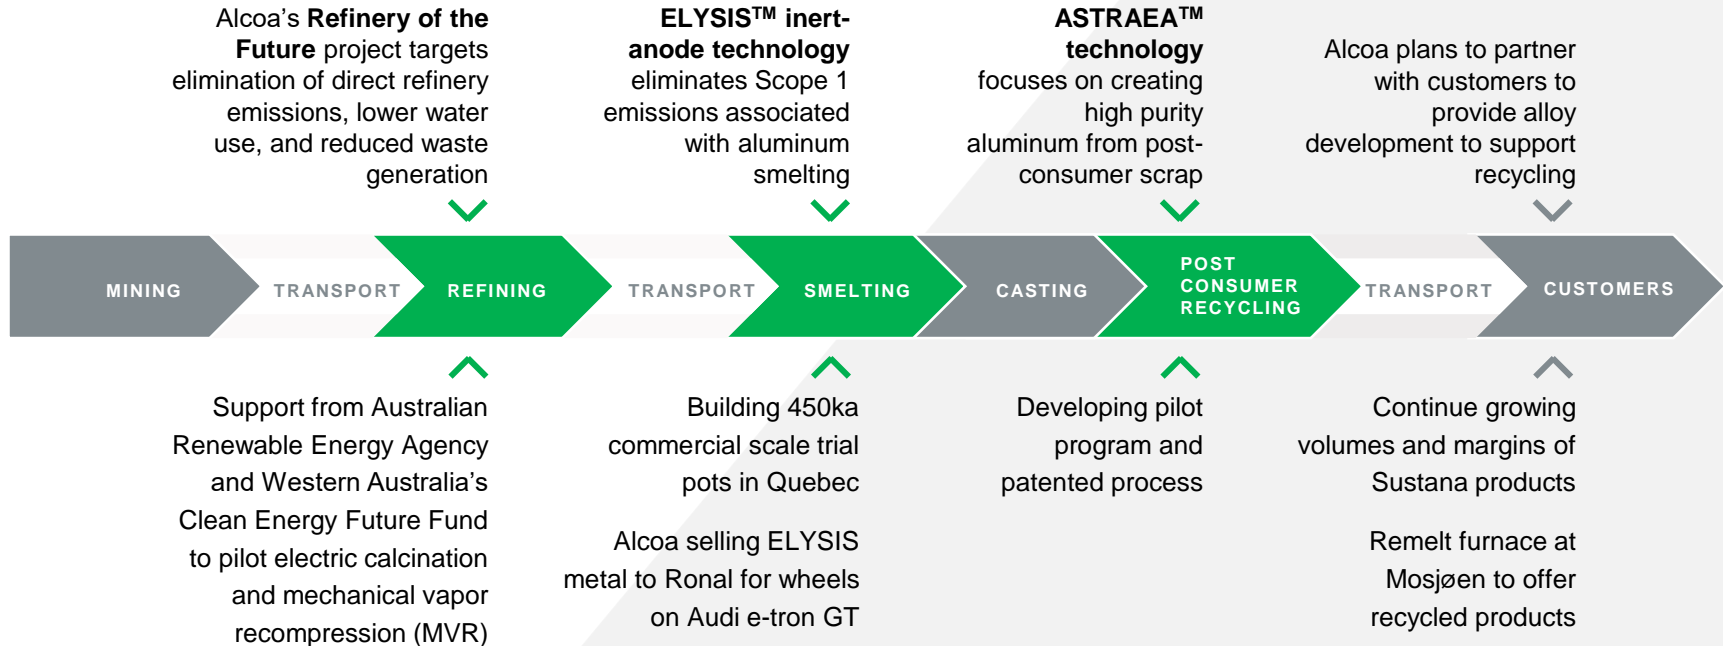 Alcoa's Refinery of the
Future project targets
elimination of direct refinery
emissions, lower water
use, and reduced waste
generation
ELYSIS™ inert-
anode technology
eliminates Scope 1
emissions associated
with aluminum
smelting
ASTRAEA™
technology
focuses on creating
high purity
aluminum from post-
consumer scrap
Alcoa plans to partner
with customers to
provide alloy
development to support
recycling
MINING
TRANSPORT
REFINING
TRANSPORT
SMELTING
CASTING
POST
CONSUMER
RECYCLING
TRANSPORT
CUSTOMERS
Support from Australian
Renewable Energy Agency
and Western Australia's
Clean Energy Future Fund
to pilot electric calcination
and mechanical vapor
recompression (MVR)
Building 450ka
commercial scale trial
pots in Quebec
Alcoa selling ELYSIS
metal to Ronal for wheels
on Audi e-tron GT
Developing pilot
program and
patented process
Continue growing
volumes and margins of
Sustana products
Remelt furnace at
Mosjøen to offer
recycled products